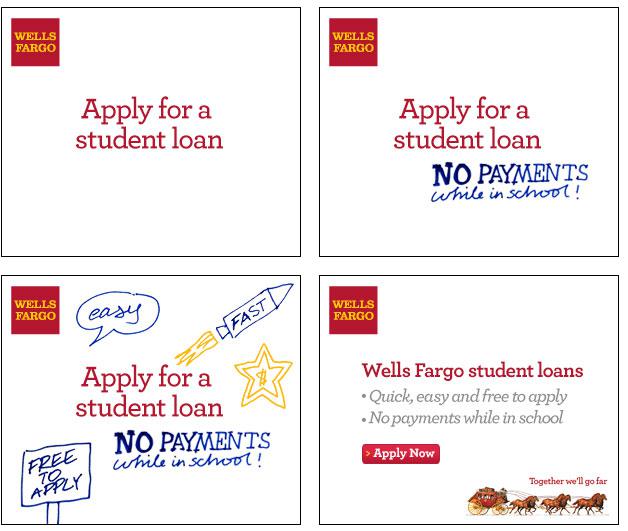 WELLS
FARGO
Apply for a
student loan
WELLS
FARGO
Apply for a
student loan
NO PAYMENTS
while in school!
WELLS
FARGO
easy
FAST
$
Apply for a
student loan
NO PAYMENTS
while in school!
FREE
TO
APPLY
WELLS
FARGO
Wells Fargo student loans
• Quick, easy and free to apply
• No payments while in school
> Apply Now
Together we'll go far